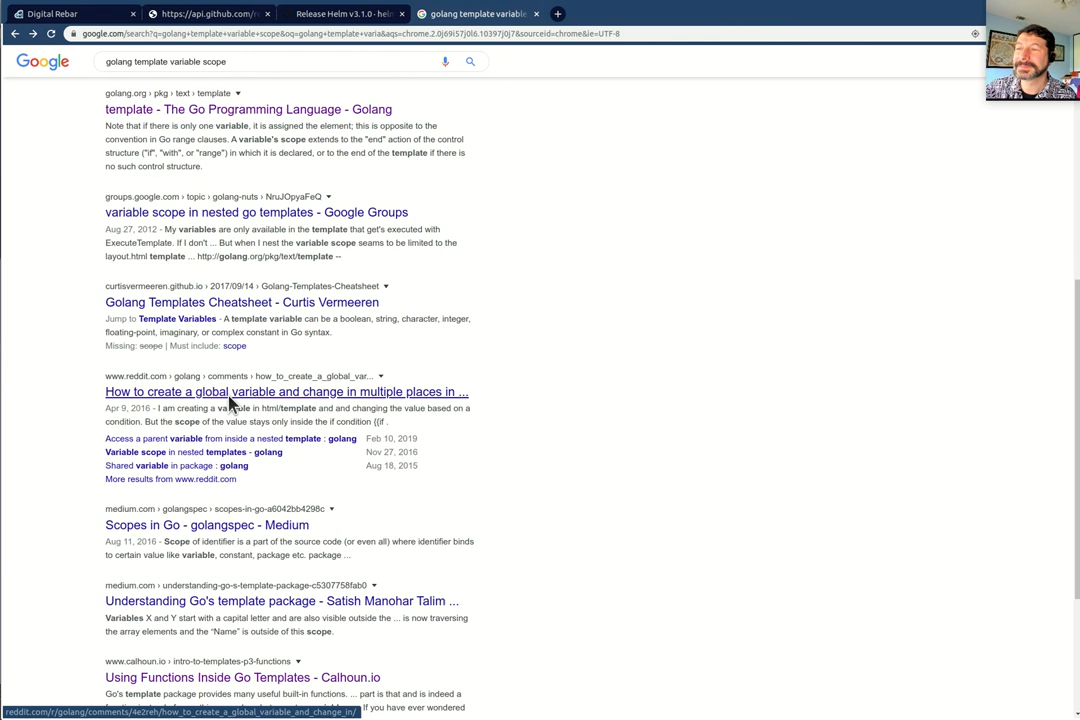 Digital Rebar
https://api.github.com/r
Release Helm v3.1.0 · helm
golang template variable
google.com/search?q=golang+template+variable+scope&oq=golang+template+varia&aqs=chrome.2.0j69i57j0l6.10397j0j7&sourceid=chrome&ie=UTF-8
Google
golang template variable scope
golang.org › pkg › text › template
template - The Go Programming Language - Golang
Note that if there is only one variable, it is assigned the element; this is opposite to the
convention in Go range clauses. A variable's scope extends to the "end" action of the control
structure ("if", "with", or "range") in which it is declared, or to the end of the template if there is
no such control structure.
groups.google.com › topic › golang-nuts › NruJOpyaFeQ
variable scope in nested go templates - Google Groups
Aug 27, 2012 - My variables are only available in the template that get's executed with
ExecuteTemplate. If I don't ... But when I nest the variable scope seams to be limited to the
layout.html template ... http://golang.org/pkg/text/template --
curtisvermeeren.github.io › 2017/09/14 › Golang-Templates-Cheatsheet
Golang Templates Cheatsheet - Curtis Vermeeren
Jump to Template Variables - A template variable can be a boolean, string, character, integer,
floating-point, imaginary, or complex constant in Go syntax.
Missing: scope | Must include: scope
www.reddit.com › golang › comments › how_to_create_a_global_var...
How to create a global variable and change in multiple places in ...
Apr 9, 2016 - I am creating a variable in html/template and and changing the value based on a
condition. But the scope of the value stays only inside the if condition {{if .
Access a parent variable from inside a nested template : golang Feb 10, 2019
Variable scope in nested templates - golang Nov 27, 2016
Shared variable in package : golang Aug 18, 2015
More results from www.reddit.com
medium.com › golangspec › scopes-in-go-a6042bb4298c
Scopes in Go - golangspec - Medium
Aug 11, 2016 - Scope of identifier is a part of the source code (or even all) where identifier binds
to certain value like variable, constant, package etc. package ...
medium.com › understanding-go-s-template-package-c5307758fab0
Understanding Go's template package - Satish Manohar Talim ...
Variables X and Y start with a capital letter and are also visible outside the ... is now traversing
the array elements and the “Name” is outside of this scope.
www.calhoun.io › intro-to-templates-p3-functions
Using Functions Inside Go Templates - Calhoun.io
Go's template package provides many useful built-in functions. ... part is that and is indeed a
If you have ever wondered
reddit.com/r/golang/comments/4e2reh/how_to_create_a_global_variable_and_change_in/